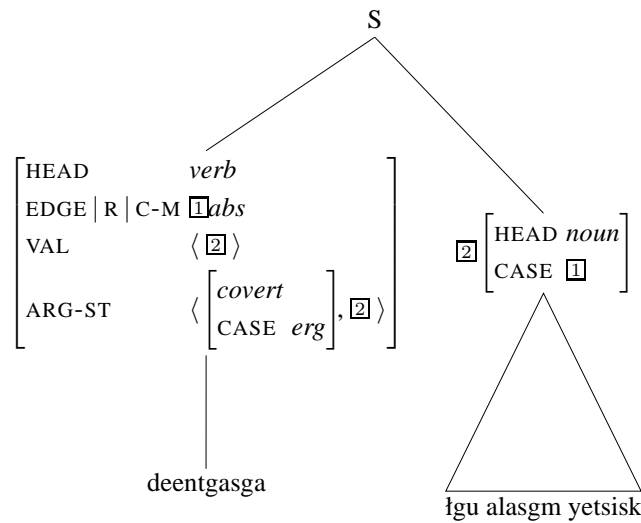 S
HEAD verb
EDGE | R | C-M 1 abs
VAL ⟨ 2 ⟩
ARG-ST ⟨ [covert
CASE erg], 2 ⟩
2 [HEAD noun
CASE 1]
deentgasga
łgu alasgm yetsisk